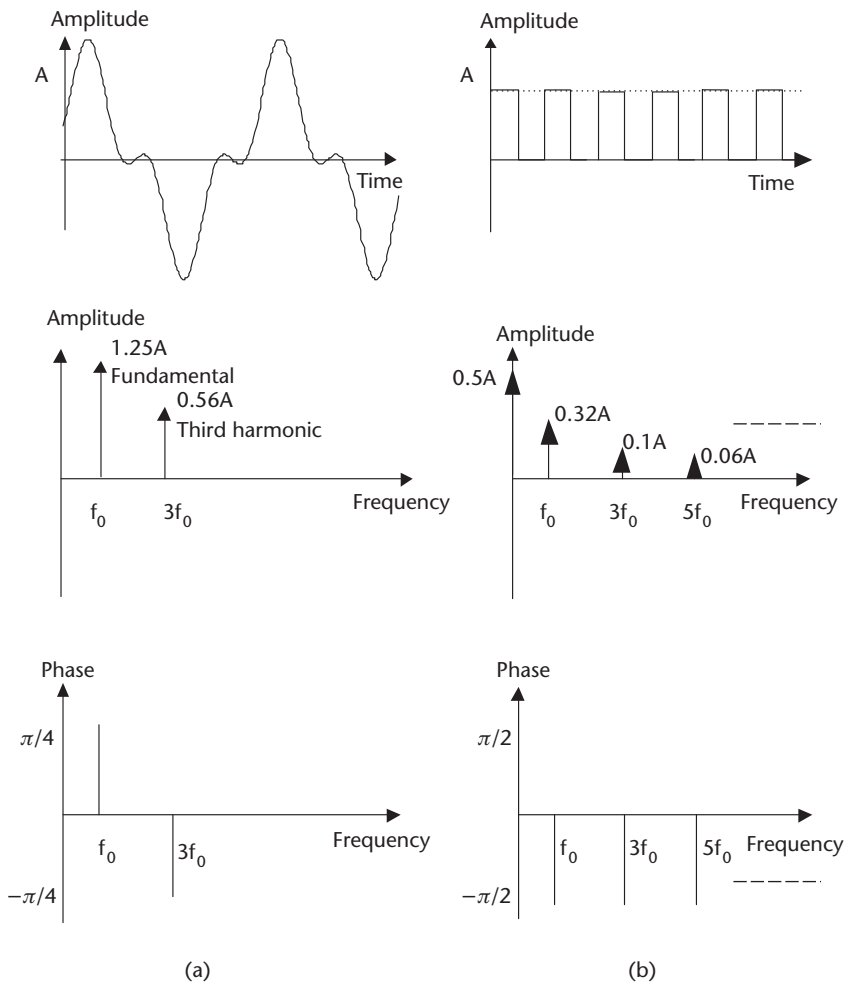 Amplitude
A
Time
Amplitude
1.25A
Fundamental
0.56A
Third harmonic
Frequency
f₀
3f₀
Phase
π/4
Frequency
f₀
3f₀
−π/4
(a)
Amplitude
A
Time
Amplitude
0.5A
0.32A
0.1A
0.06A
Frequency
f₀
3f₀
5f₀
Phase
π/2
f₀
3f₀
5f₀
Frequency
−π/2
(b)